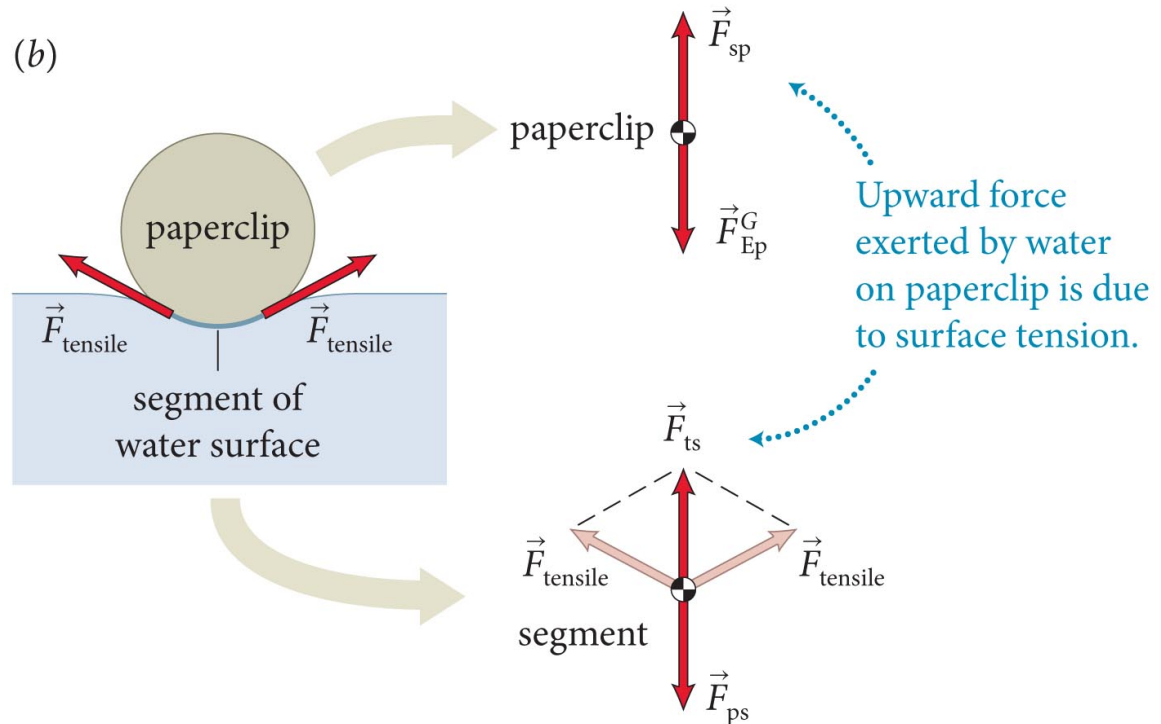 (b)
paperclip
F⃗tensile F⃗tensile
segment of
water surface
F⃗sp
paperclip
F⃗ᴳEp
Upward force
exerted by water
on paperclip is due
to surface tension.
F⃗ts
F⃗tensile F⃗tensile
segment
F⃗ps